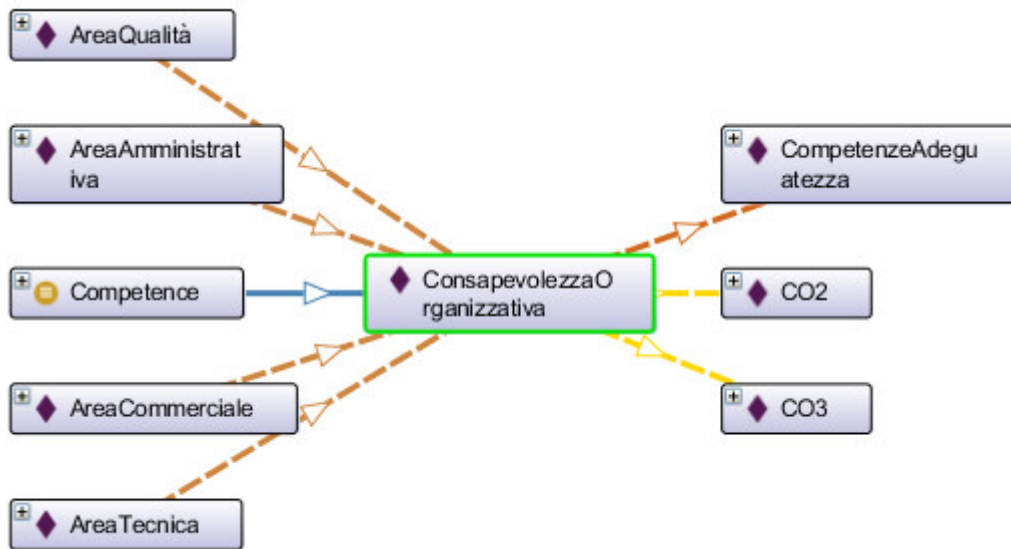 AreaQualità
AreaAmministrat
iva
CompetenzeAdegu
atezza
Competence
ConsapevolezzaO
rganizzativa
CO2
AreaCommerciale
CO3
AreaTecnica